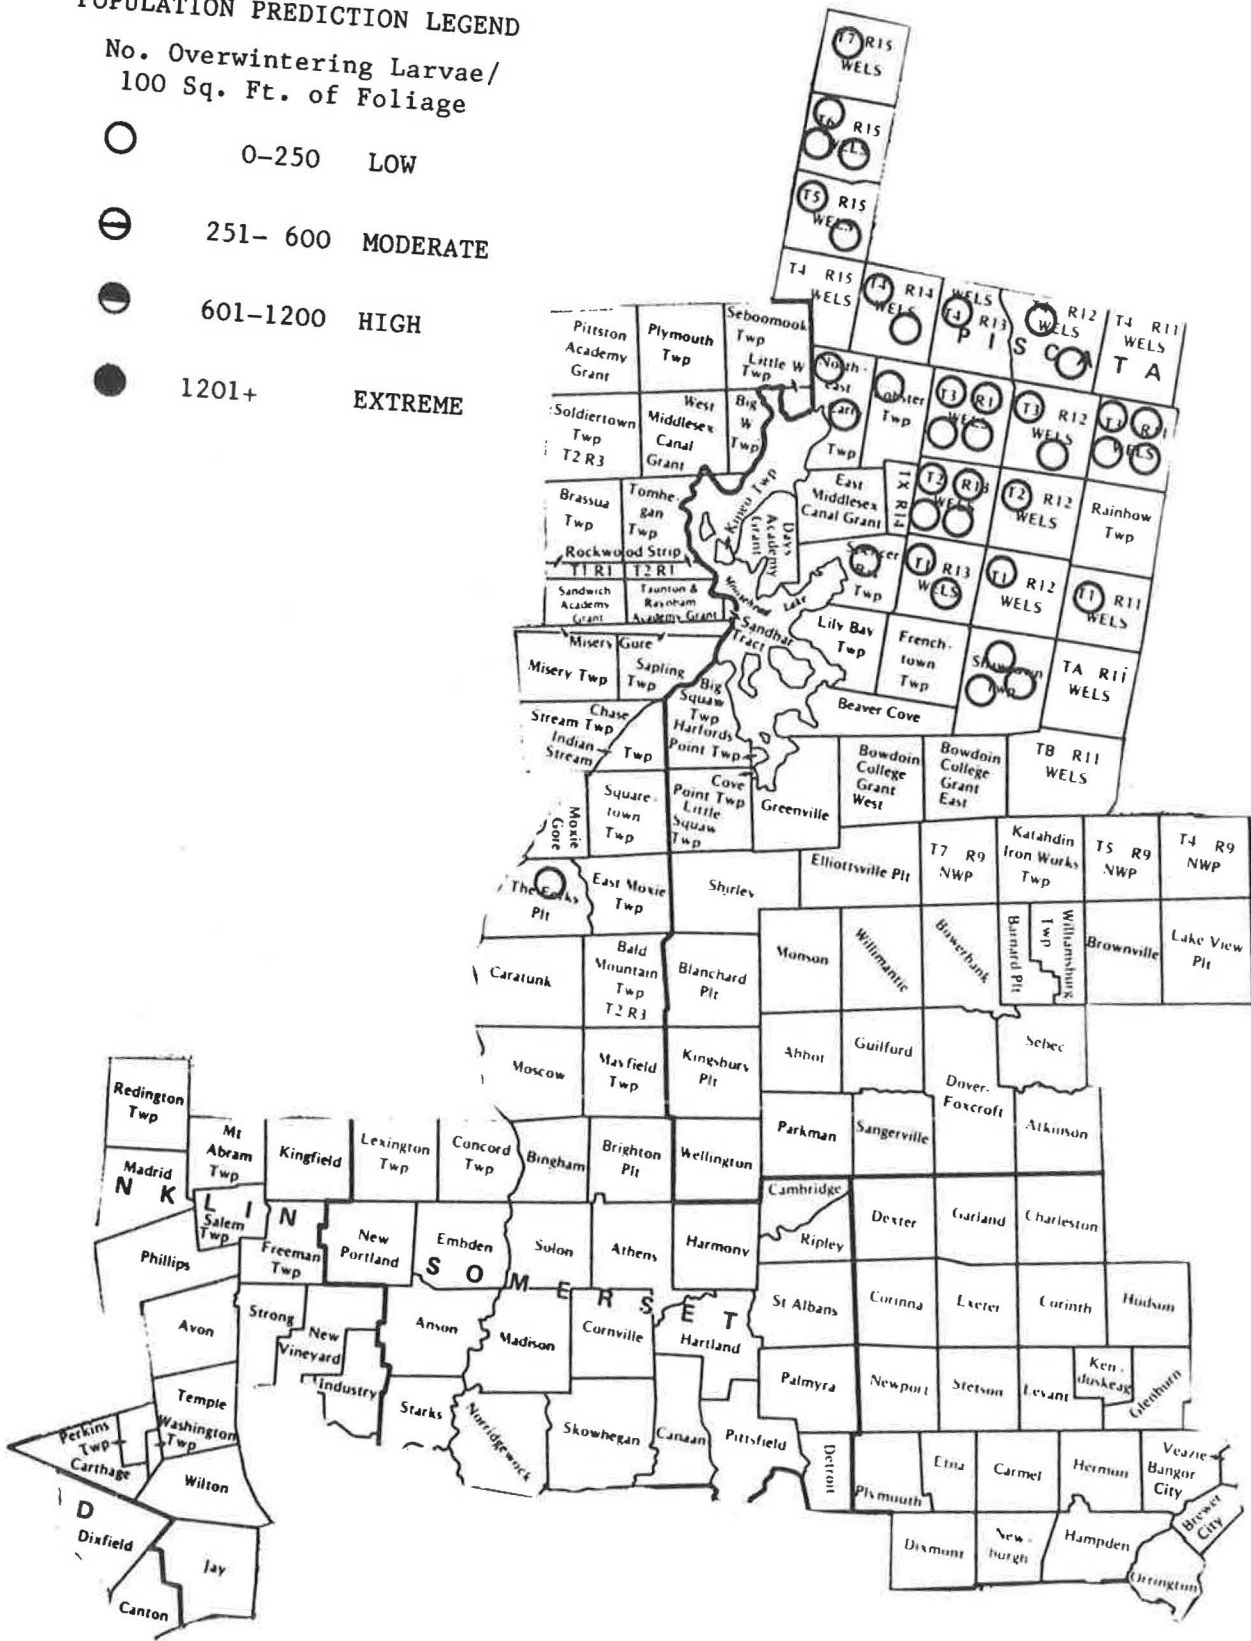 POPULATION PREDICTION LEGEND
No. Overwintering Larvae/
100 Sq. Ft. of Foliage
0-250 LOW
251- 600 MODERATE
601-1200 HIGH
1201+ EXTREME
T7 R15
WELS
T6 R15
WELS
T5 R15
WELS
T4 R15
WELS
T4 R14
WELS
WELS
T4 R13
T4 R12
WELS
T4 R11
WELS
PISCATA
Pittston
Academy
Grant
Plymouth
Twp
Seboomook
Twp
Little W
Twp
North-
east
Carry
Twp
Lobster
Twp
T3 R1
WELS
T3 R12
WELS
T3 R11
WELS
Soldiertown
Twp
T2 R3
West
Middlesex
Canal
Grant
Big
W
Twp
Brassua
Twp
Tomhe-
gan
Twp
Kineo Twp
Days
Academy
Grant
East
Middlesex
Canal Grant
TX R14
T2 R13
WELS
T2 R12
WELS
Rainbow
Twp
Rockwood Strip
T1 R1 T2 R1
Sandwich
Academy
Grant
Taunton &
Raynham
Academy Grant
Moosehead Lake
Spencer
R14
Twp
T1 R13
WELS
T1 R12
WELS
T1 R11
WELS
Misery Gore
Misery Twp
Sapling
Twp
Sandbar
Tract
Lily Bay
Twp
French-
town
Twp
Shawtown
Twp
TA R11
WELS
Big
Squaw
Twp
Harfords
Point Twp
Beaver Cove
Chase
Stream Twp
Indian
Stream
Twp
Moxie
Gore
Square-
town
Twp
Cove
Point Twp
Little
Squaw
Twp
Greenville
Bowdoin
College
Grant
West
Bowdoin
College
Grant
East
TB R11
WELS
The Forks
Plt
East Moxie
Twp
Shirley
Elliottsville Plt
T7 R9
NWP
Katahdin
Iron Works
Twp
T5 R9
NWP
T4 R9
NWP
Caratunk
Bald
Mountain
Twp
T2 R3
Blanchard
Plt
Monson
Willimantic
Bowerbank
Barnard Plt
Williamsburg
Twp
Brownville
Lake View
Plt
Moscow
Mayfield
Twp
Kingsbury
Plt
Abbot
Guilford
Dover-
Foxcroft
Sebec
Redington
Twp
Madrid
Mt
Abram
Twp
Kingfield
Lexington
Twp
Concord
Twp
Bingham
Brighton
Plt
Wellington
Parkman
Sangerville
Atkinson
NKLIN
Salem
Twp
Phillips
Freeman
Twp
New
Portland
Embden
Solon
Athens
Harmony
Cambridge
Ripley
Dexter
Garland
Charleston
SOMERSET
Avon
Strong
New
Vineyard
Industry
Anson
Madison
Cornville
Hartland
St Albans
Corinna
Exeter
Corinth
Hudson
Temple
Washington
Twp
Perkins
Twp
Carthage
Wilton
Starks
Norridgewock
Skowhegan
Canaan
Pittsfield
Palmyra
Newport
Stetson
Levant
Ken-
duskeag
Glenburn
D
Dixfield
Jay
Canton
Detroit
Plymouth
Etna
Carmel
Hermon
Veazie
Bangor
City
Brewer
City
Dixmont
New-
burgh
Hampden
Orrington